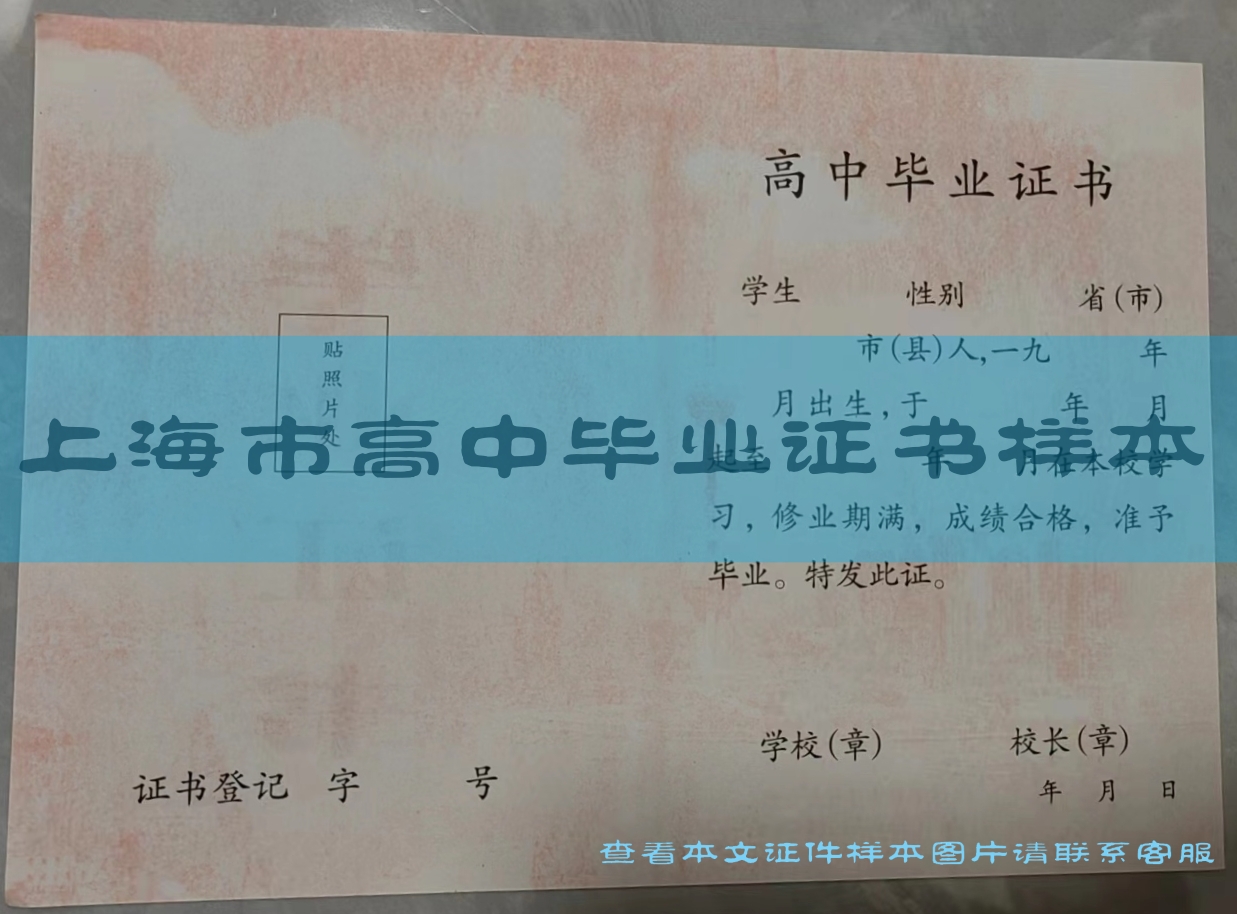 高中毕业证书
学生 性别 省(市)
市(县)人,一九 年
月出生,于 年 月
起至 年 月在本校学
习,修业期满,成绩合格,准予
毕业。特发此证。
学校(章) 校长(章)
年 月 日
贴
照
片
处
证书登记 字 号
上海市高中毕业证书样本
查看本文证件样本图片请联系客服